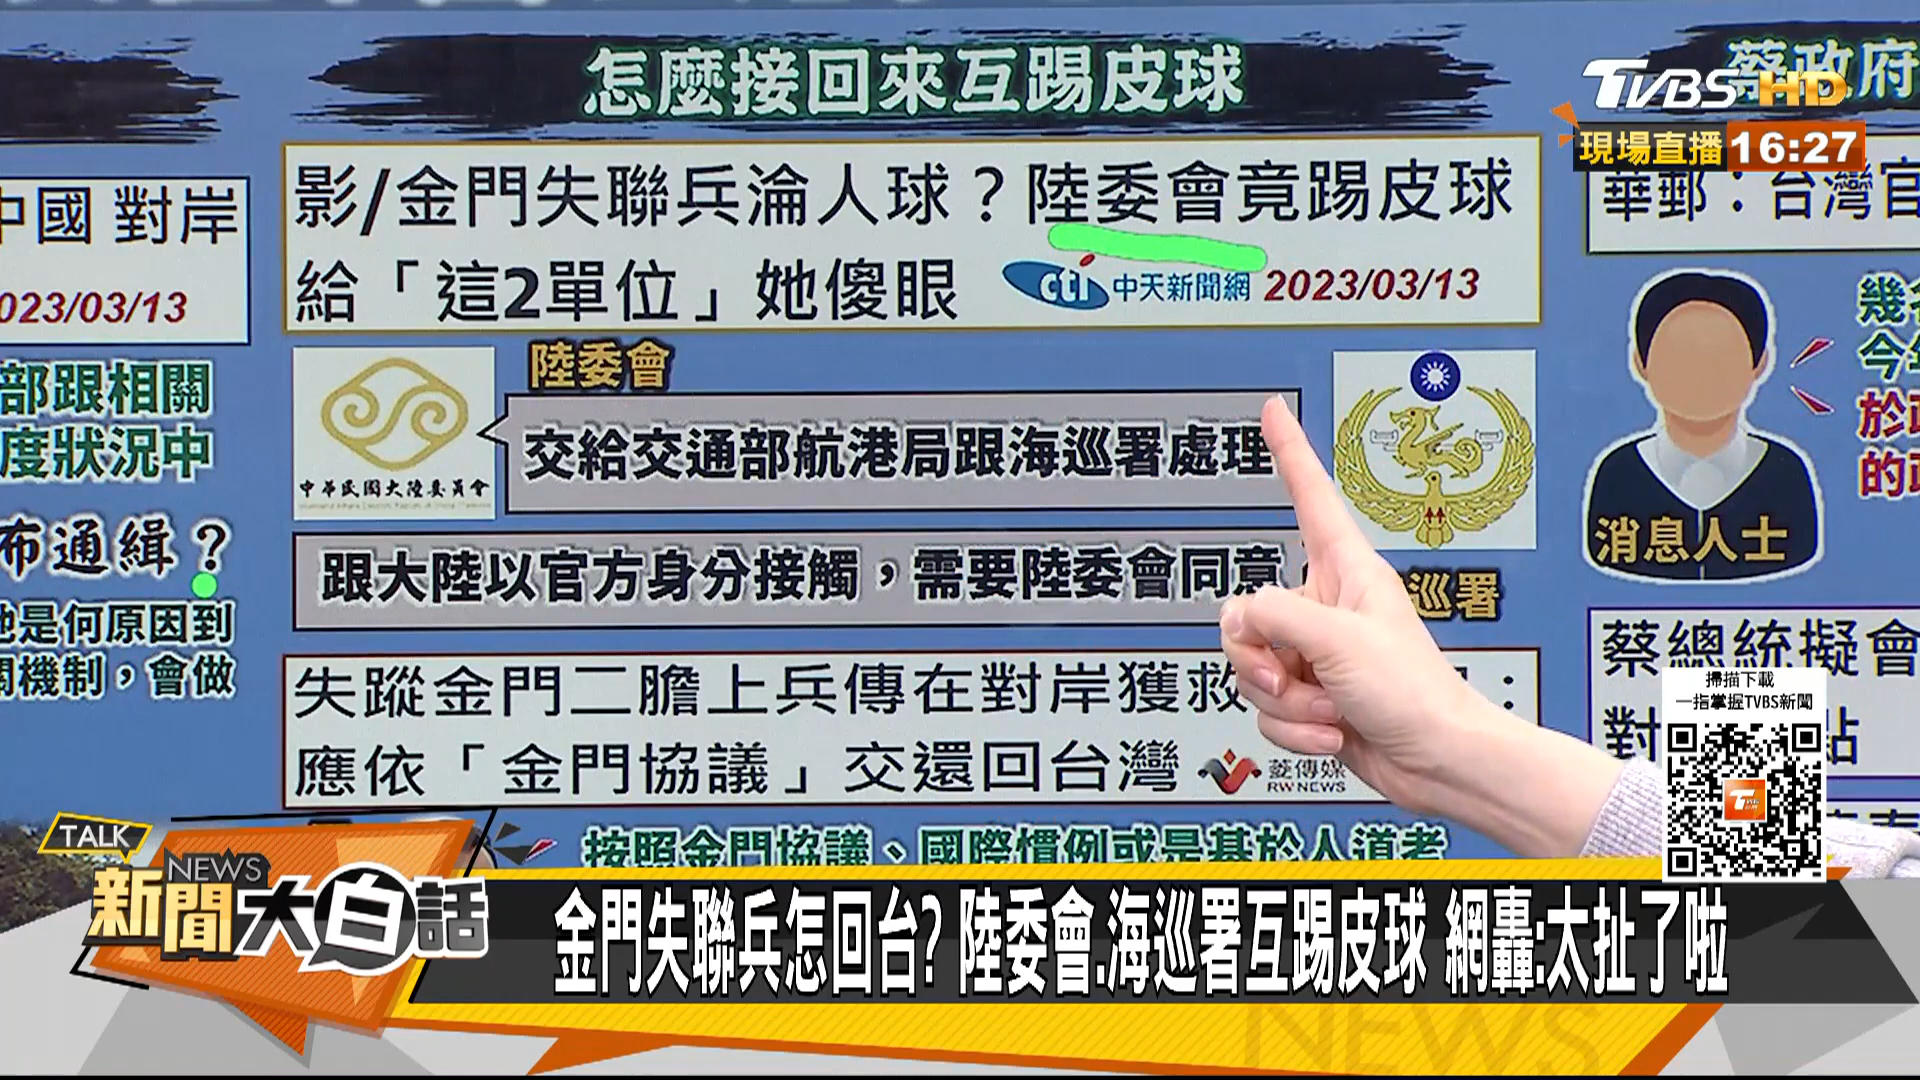 怎麼接回來互踢皮球
蔡政府
TVBS HD
現場直播 16:27
中國 對岸
2023/03/13
影/金門失聯兵淪人球？陸委會竟踢皮球
給「這2單位」她傻眼
cti 中天新聞網 2023/03/13
華郵：台灣官
部跟相關
度狀況中
布通緝？
他是何原因到
關機制，會做
陸委會
中華民國大陸委員會
交給交通部航港局跟海巡署處理
跟大陸以官方身分接觸，需要陸委會同意
巡署
失蹤金門二膽上兵傳在對岸獲救
：
應依「金門協議」交還回台灣
菱傳媒
RWNEWS
按照金門協議、國際慣例或是基於人道考
幾名
今年
於政
的政
消息人士
蔡總統擬會
對
點
掃描下載
一指掌握TVBS新聞
TALK
NEWS
新聞大白話
金門失聯兵怎回台? 陸委會.海巡署互踢皮球 網轟:太扯了啦
NEWS